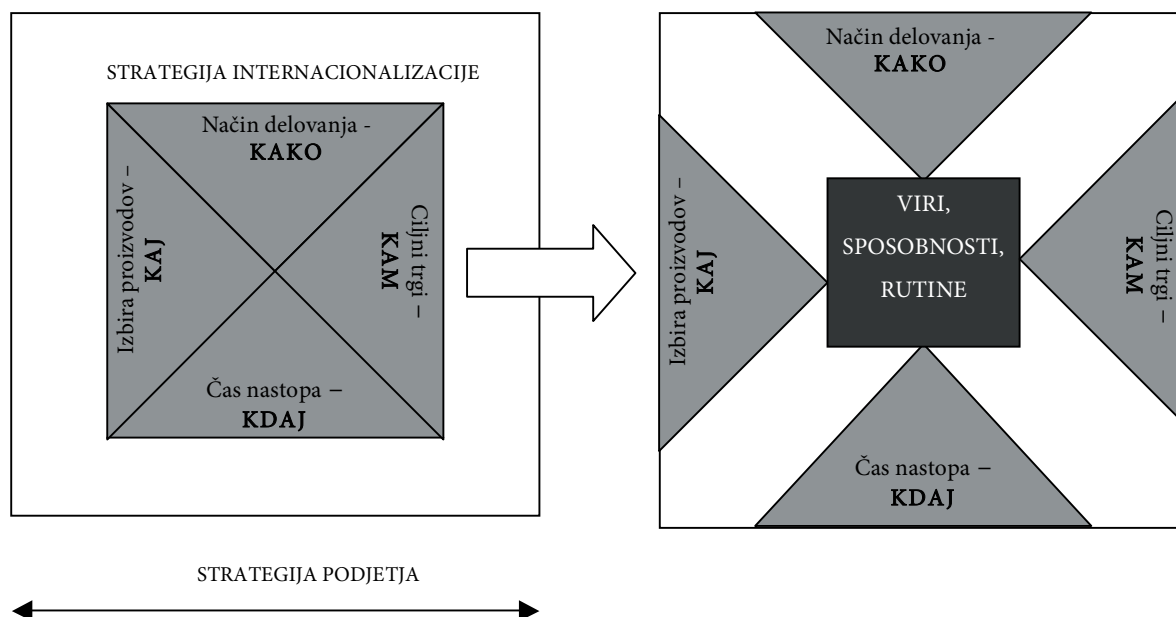 STRATEGIJA INTERNACIONALIZACIJE
Način delovanja -
KAKO
Izbira proizvodov –
KAJ
Ciljni trgi –
KAM
Čas nastopa –
KDAJ
STRATEGIJA PODJETJA
Način delovanja -
KAKO
Izbira proizvodov –
KAJ
VIRI,
SPOSOBNOSTI,
RUTINE
Ciljni trgi –
KAM
Čas nastopa –
KDAJ